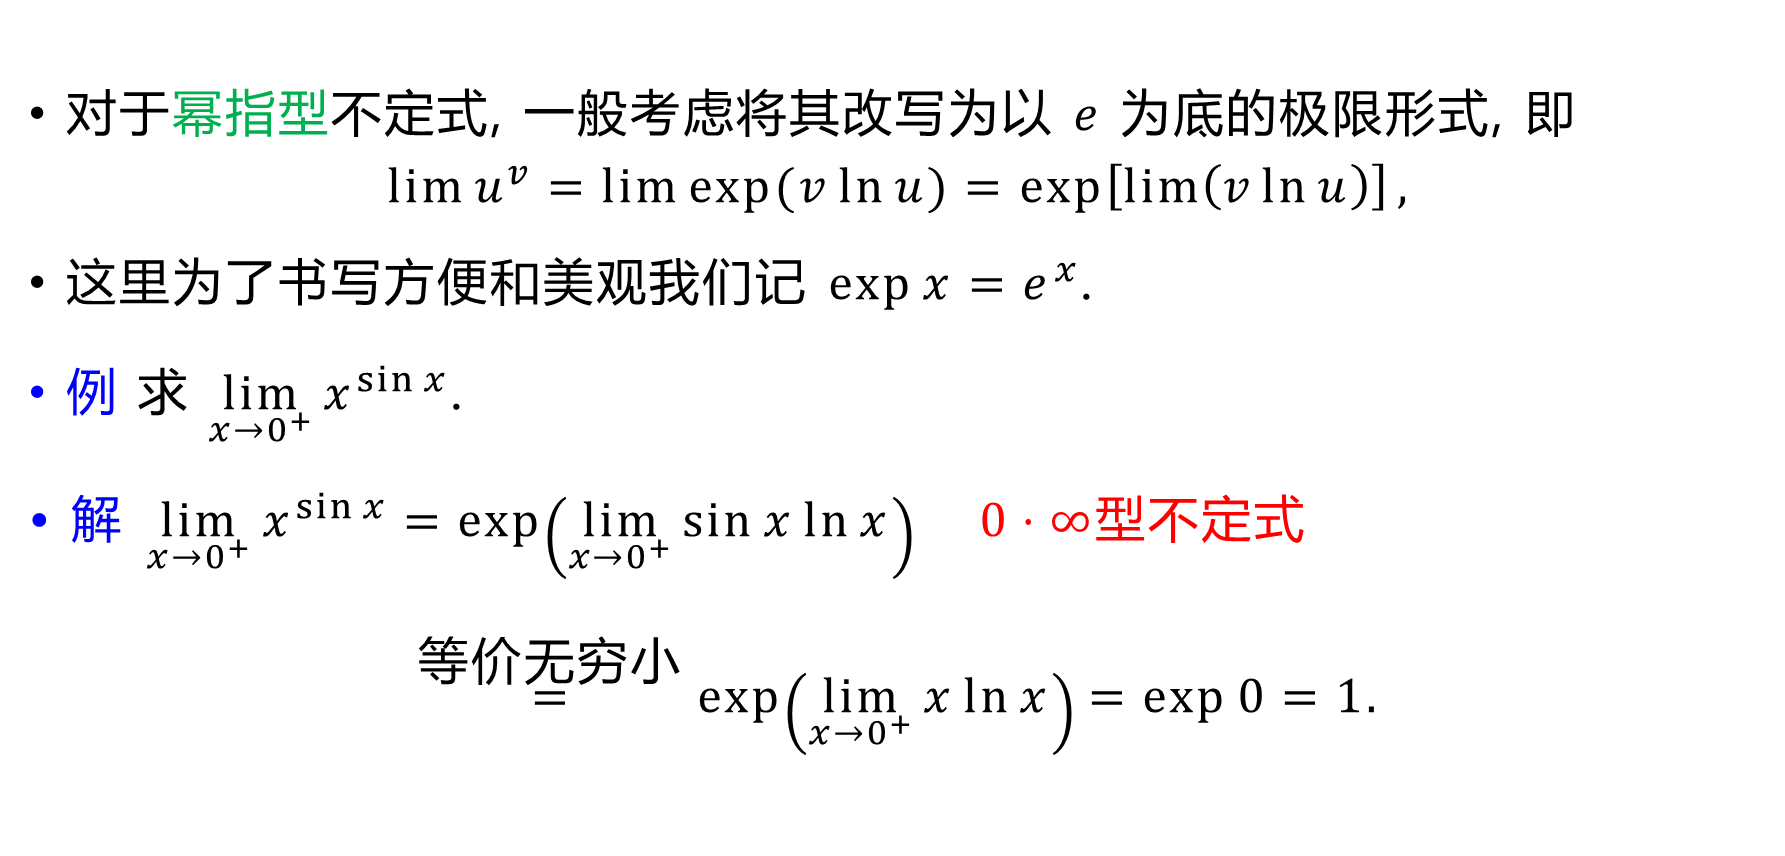 • 对于幂指型不定式, 一般考虑将其改写为以 e 为底的极限形式, 即
lim u^v = lim exp(v ln u) = exp[lim(v ln u)],
• 这里为了书写方便和美观我们记 exp x = e^x.
• 例 求 lim_{x→0⁺} x^{sin x}.
• 解 lim_{x→0⁺} x^{sin x} = exp(lim_{x→0⁺} sin x ln x) 0 · ∞型不定式
等价无穷小
= exp(lim_{x→0⁺} x ln x) = exp 0 = 1.